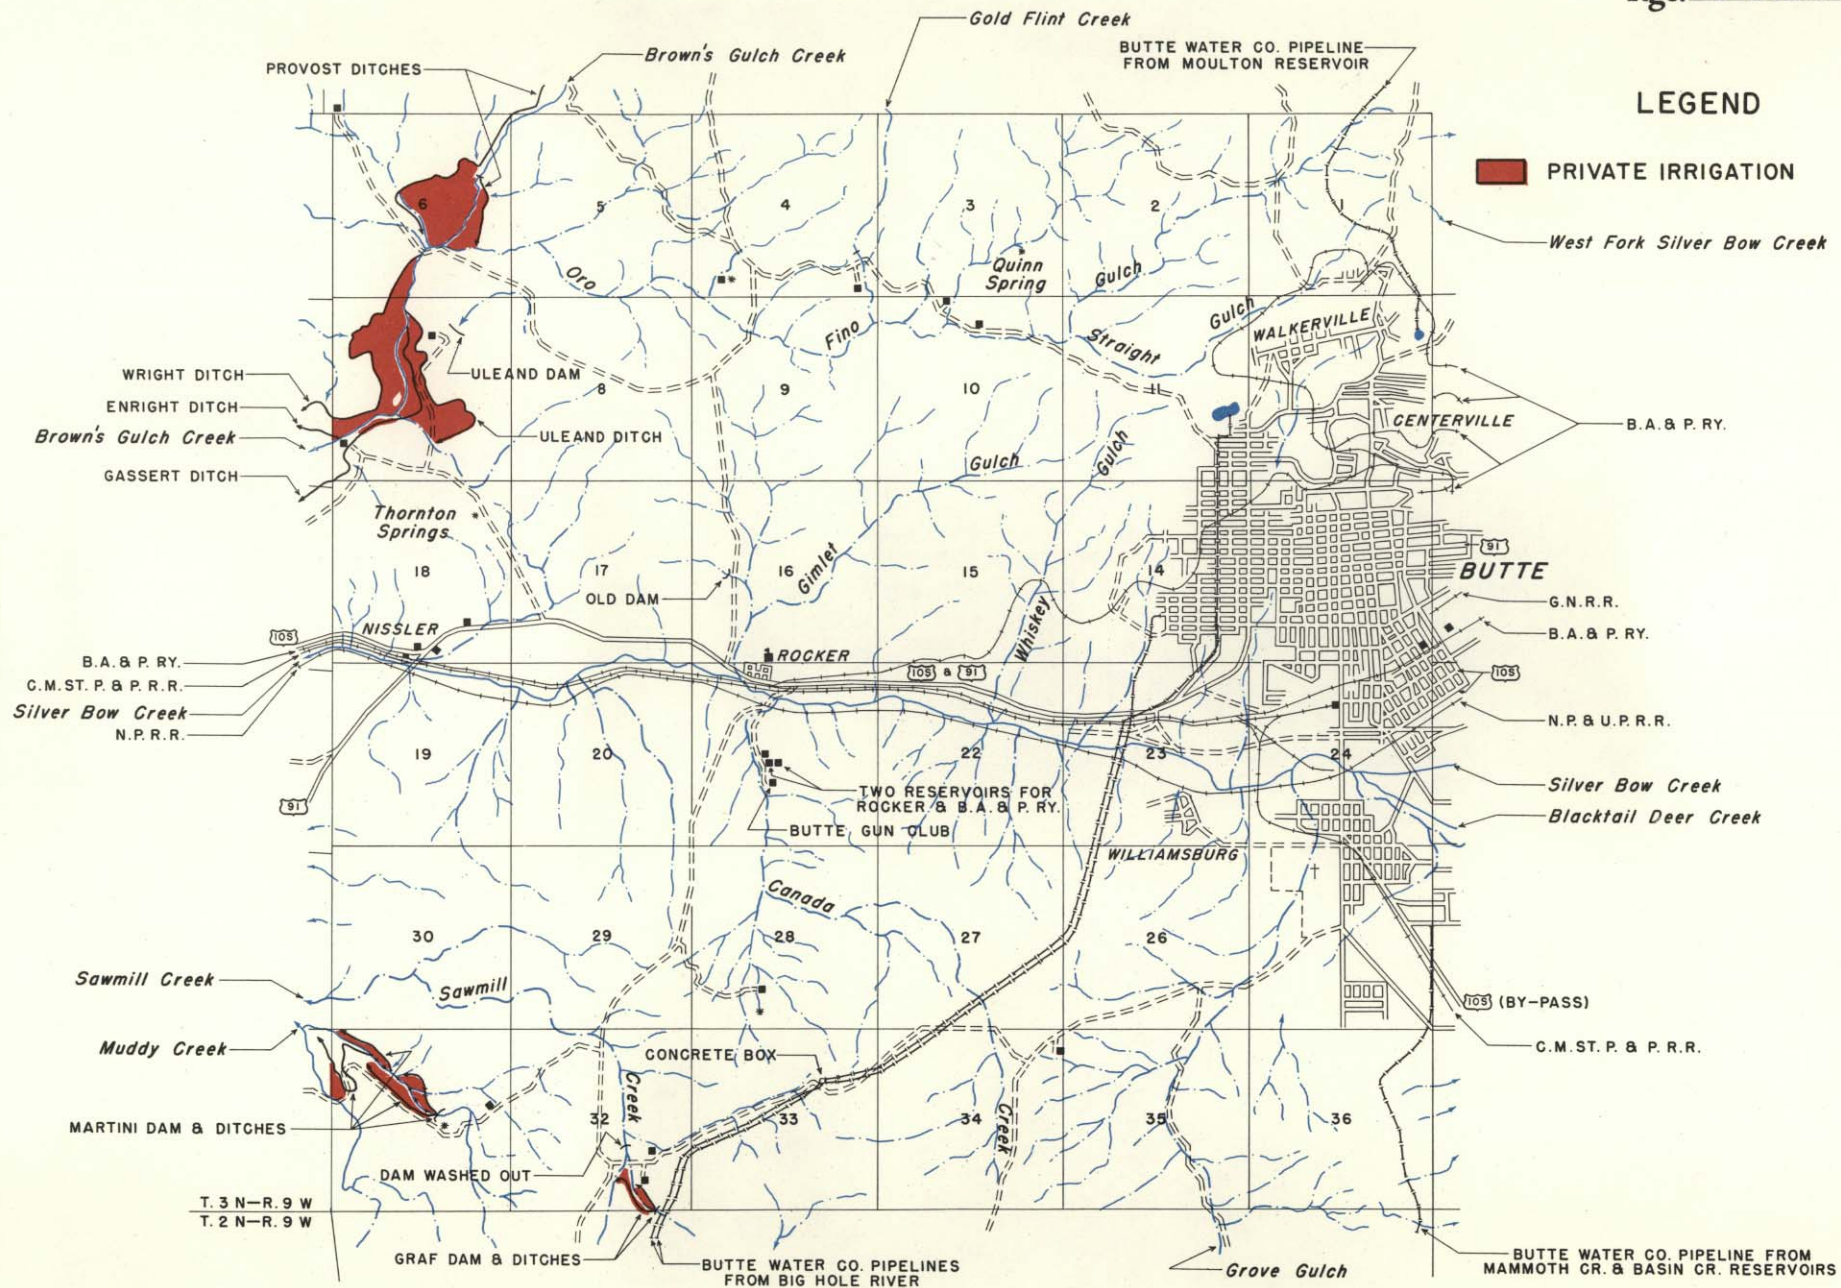 Gold Flint Creek
Brown's Gulch Creek
BUTTE WATER CO. PIPELINE
FROM MOULTON RESERVOIR
PROVOST DITCHES
LEGEND
PRIVATE IRRIGATION
6
5
4
3
2
1
West Fork Silver Bow Creek
Oro
Quinn
Spring
Gulch
Fino
Straight
Gulch
WALKERVILLE
WRIGHT DITCH
ULEAND DAM
8
9
10
11
ENRIGHT DITCH
CENTERVILLE
B.A. & P. RY.
Brown's Gulch Creek
ULEAND DITCH
Gulch
Gulch
GASSERT DITCH
Thornton
Springs
91
18
17
16
Gimlet
15
14
BUTTE
OLD DAM
G.N.R.R.
NISSLER
Whiskey
B.A. & P. RY.
10S
ROCKER
10S & 91
10S
B.A. & P. RY.
C.M. ST. P. & P. R.R.
Silver Bow Creek
N.P. & U.P. R.R.
N.P.R.R.
19
20
22
23
24
TWO RESERVOIRS FOR
ROCKER & B.A. & P. RY.
Silver Bow Creek
91
BUTTE GUN CLUB
Blacktail Deer Creek
WILLIAMSBURG
Canada
30
29
28
27
26
Sawmill Creek
Sawmill
10S (BY-PASS)
Muddy Creek
CONCRETE BOX
C.M. ST. P. & P. R.R.
MARTINI DAM & DITCHES
32
Creek
33
34
Creek
35
36
DAM WASHED OUT
T. 3 N–R. 9 W
T. 2 N–R. 9 W
GRAF DAM & DITCHES
BUTTE WATER CO. PIPELINES
FROM BIG HOLE RIVER
Grove Gulch
BUTTE WATER CO. PIPELINE FROM
MAMMOTH CR. & BASIN CR. RESERVOIRS